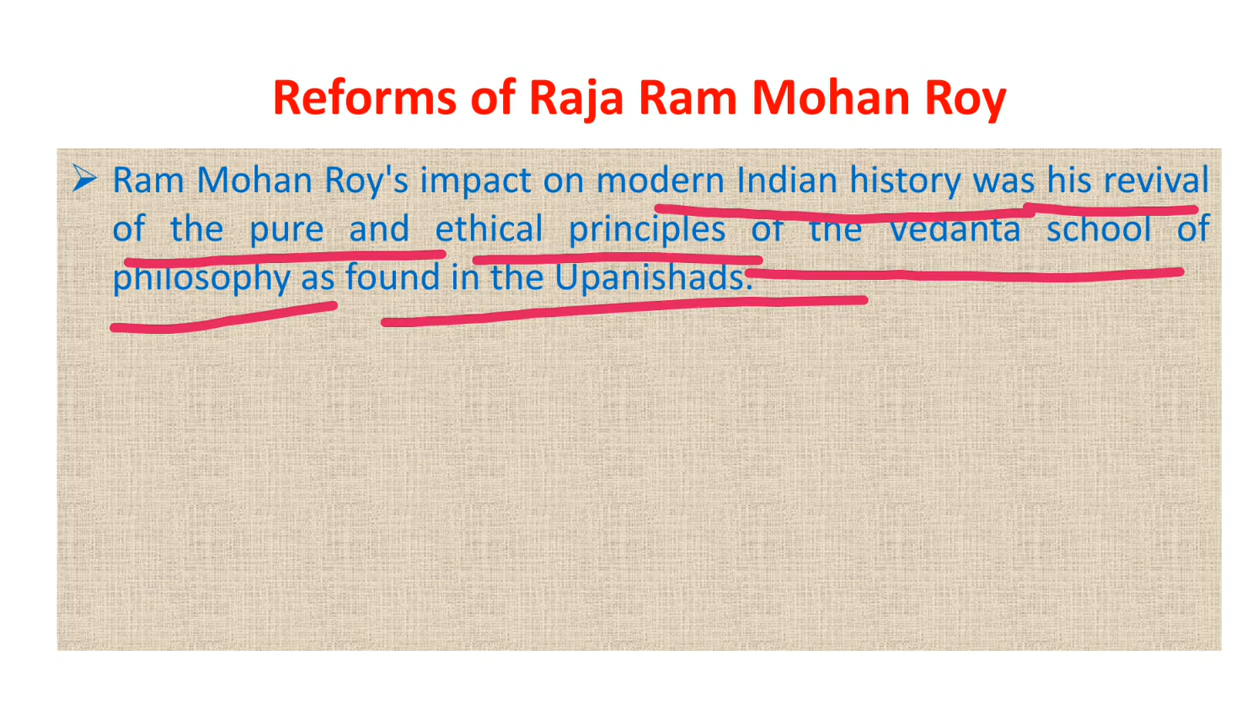 Reforms of Raja Ram Mohan Roy
➢ Ram Mohan Roy's impact on modern Indian history was his revival
of the pure and ethical principles of the vedanta school of
philosophy as found in the Upanishads.